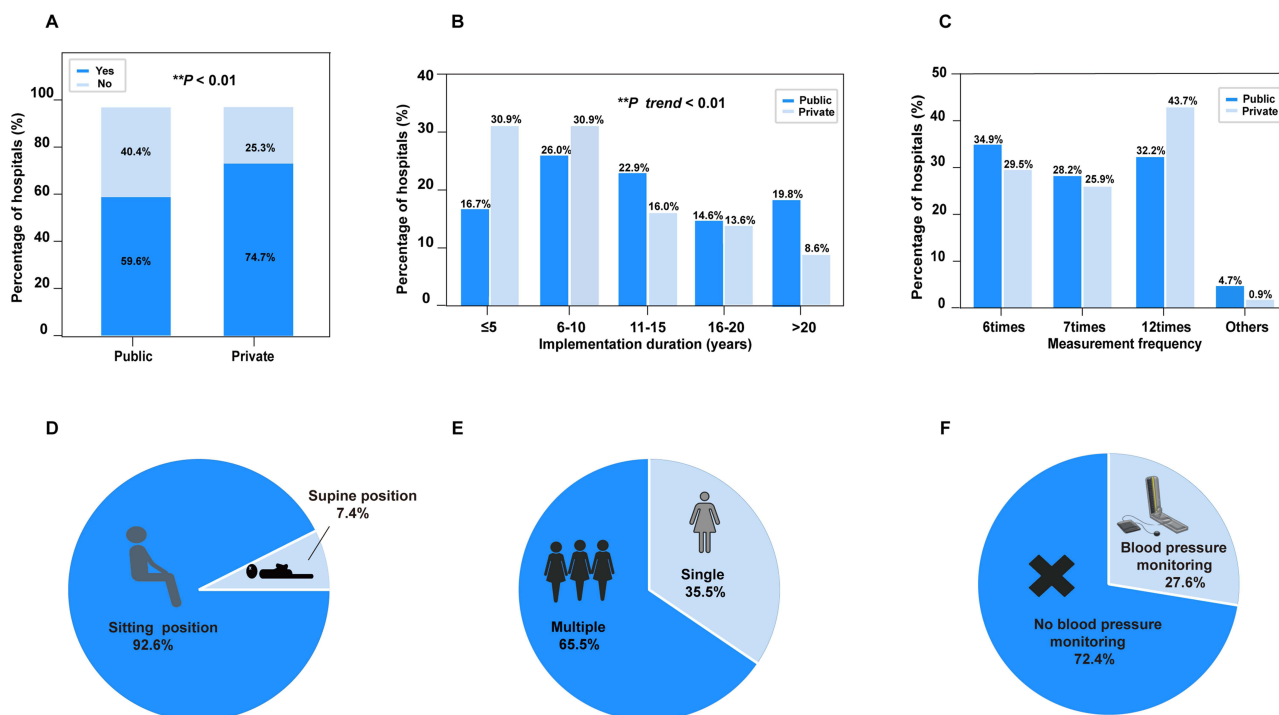 A
Yes
No
**P < 0.01
Percentage of hospitals (%)
100
80
60
40
20
0
40.4%
25.3%
59.6%
74.7%
Public
Private
B
**P trend < 0.01
Public
Private
Percentage of hospitals (%)
40
30
20
10
0
16.7%
30.9%
26.0%
30.9%
22.9%
16.0%
14.6%
13.6%
19.8%
8.6%
≤5
6-10
11-15
16-20
>20
Implementation duration (years)
C
Public
Private
Percentage of hospitals (%)
50
40
30
20
10
0
34.9%
29.5%
28.2%
25.9%
32.2%
43.7%
4.7%
0.9%
6times
7times
12times
Others
Measurement frequency
D
Supine position
7.4%
Sitting position
92.6%
E
Single
35.5%
Multiple
65.5%
F
Blood pressure
monitoring
27.6%
No blood pressure
monitoring
72.4%